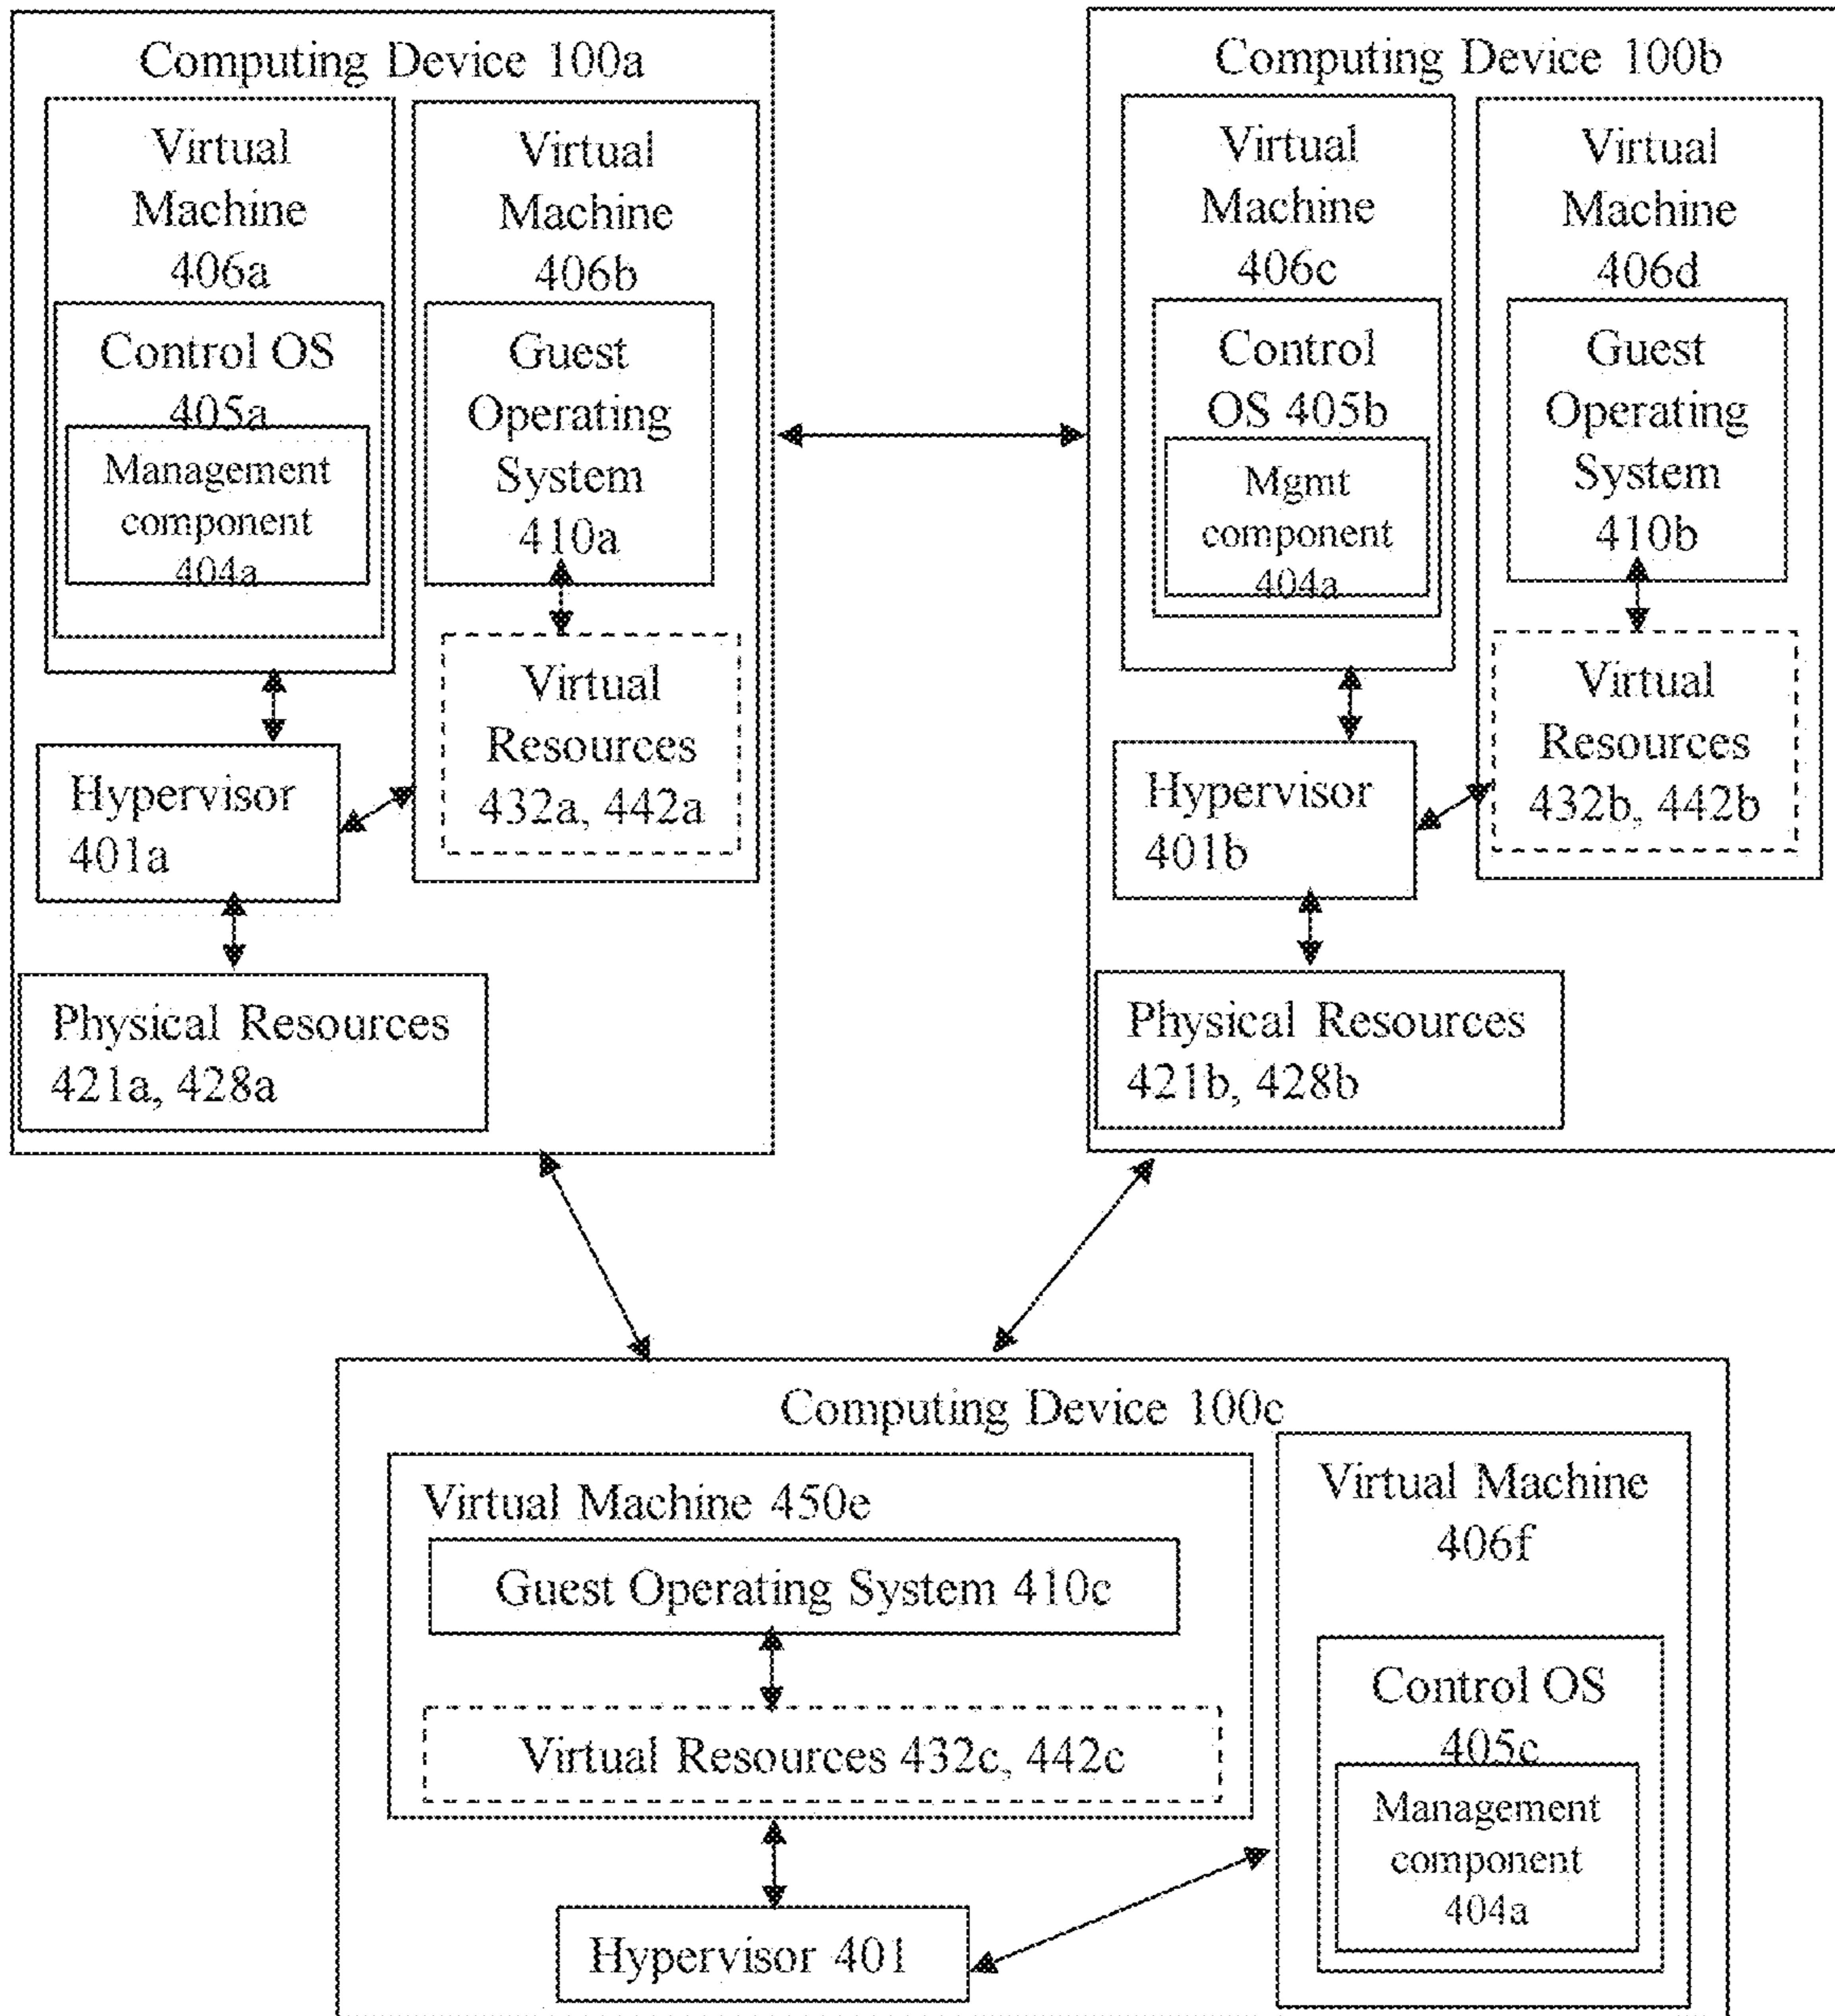 Computing Device 100a
Virtual
Machine
406a
Control OS
405a
Management
component
404a
Virtual
Machine
406b
Guest
Operating
System
410a
Virtual
Resources
432a, 442a
Hypervisor
401a
Physical Resources
421a, 428a
Computing Device 100b
Virtual
Machine
406c
Control
OS 405b
Mgmt
component
404a
Virtual
Machine
406d
Guest
Operating
System
410b
Virtual
Resources
432b, 442b
Hypervisor
401b
Physical Resources
421b, 428b
Computing Device 100c
Virtual Machine 450e
Guest Operating System 410c
Virtual Resources 432c, 442c
Hypervisor 401
Virtual Machine
406f
Control OS
405c
Management
component
404a